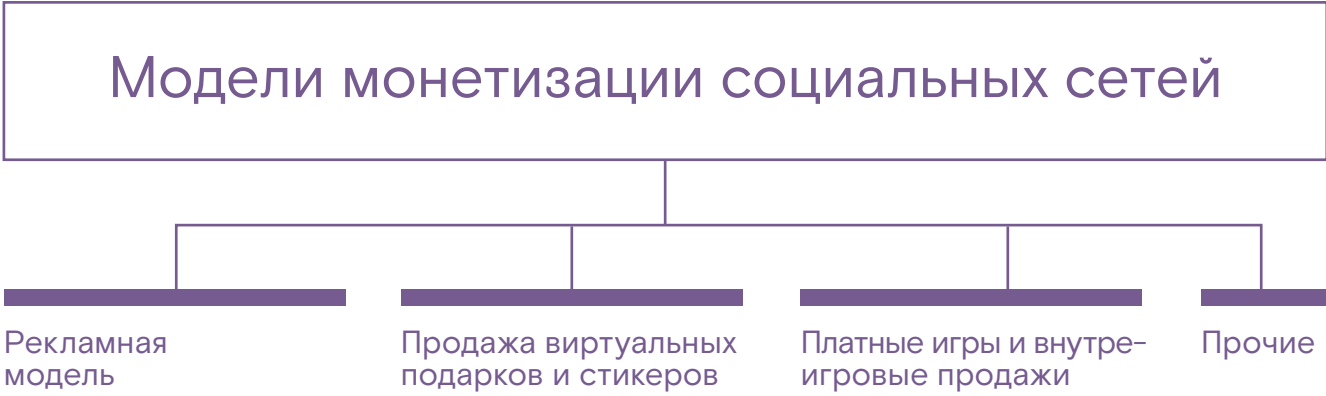 Модели монетизации социальных сетей
Рекламная
модель
Продажа виртуальных
подарков и стикеров
Платные игры и внутре-
игровые продажи
Прочие